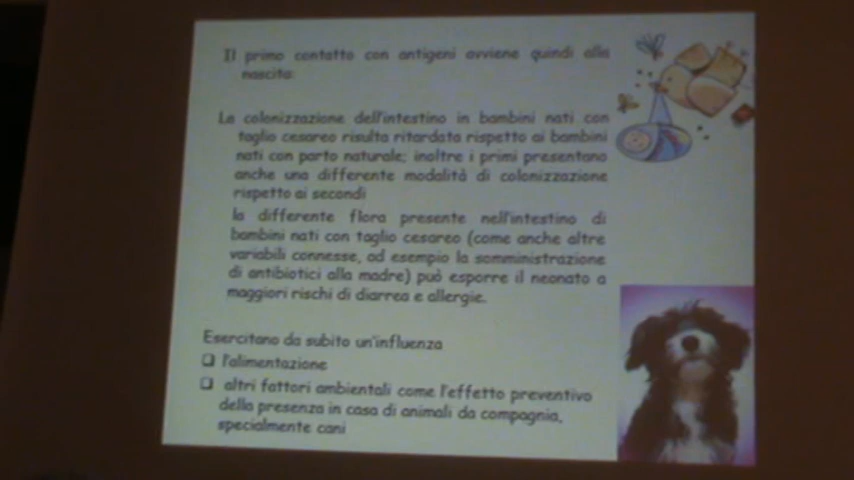 Il primo contatto con antigeni avviene quindi alla
nascita.
La colonizzazione dell'intestino in bambini nati con
taglio cesareo risulta ritardata rispetto ai bambini
nati con parto naturale; inoltre i primi presentano
anche una differente modalità di colonizzazione
rispetto ai secondi
la differente flora presente nell'intestino di
bambini nati con taglio cesareo (come anche altre
variabili connesse, ad esempio la somministrazione
di antibiotici alla madre) può esporre il neonato a
maggiori rischi di diarrea e allergie.
Esercitano da subito un'influenza
❑ l'alimentazione
❑ altri fattori ambientali come l'effetto preventivo
della presenza in casa di animali da compagnia,
specialmente cani